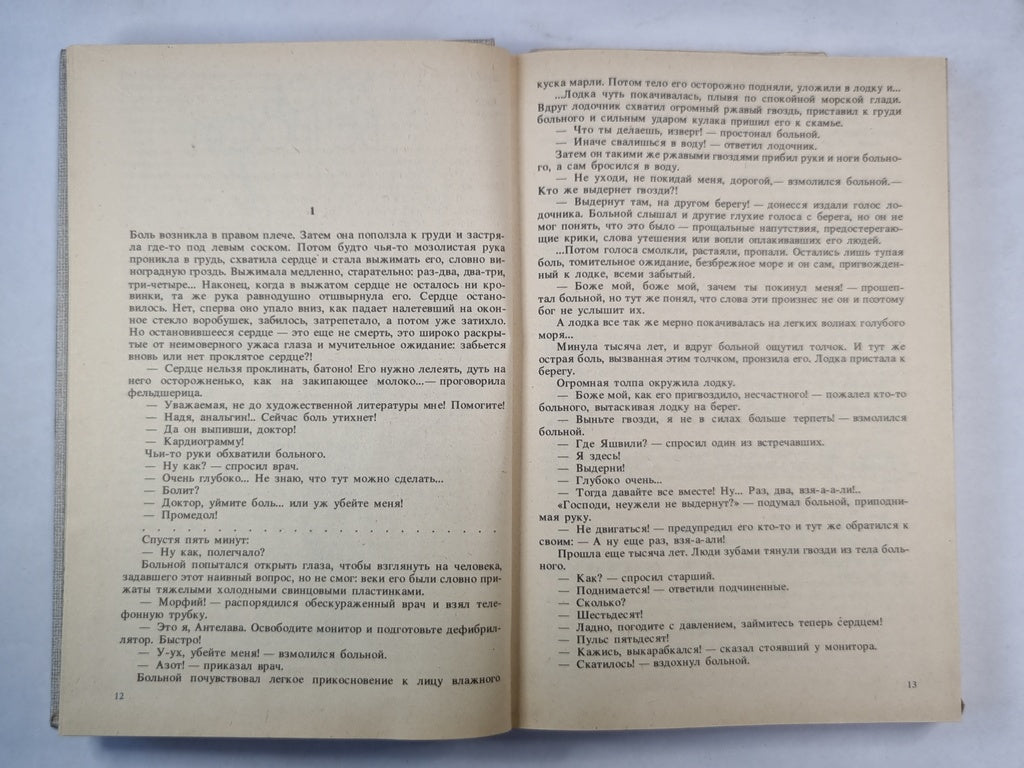 1
Боль возникла в правом плече. Затем она поползла к груди и застря-
ла где-то под левым соском. Потом будто чья-то мозолистая рука
проникла в грудь, схватила сердце и стала выжимать его, словно ви-
ноградную гроздь. Выжимала медленно, старательно: раз-два, два-три,
три-четыре... Наконец, когда в выжатом сердце не осталось ни кро-
винки, та же рука равнодушно отшвырнула его. Сердце остано-
вилось. Нет, сперва оно упало вниз, как падает налетевший на окон-
ное стекло воробушек, забилось, затрепетало, а потом уже затихло.
Но остановившееся сердце — это еще не смерть, это широко раскры-
тые от неимоверного ужаса глаза и мучительное ожидание: забьется
вновь или нет проклятое сердце?!
— Сердце нельзя проклинать, батоно! Его нужно лелеять, дуть на
него осторожненько, как на закипающее молоко...— проговорила
фельдшерица.
— Уважаемая, не до художественной литературы мне! Помогите!
— Надя, анальгин!.. Сейчас боль утихнет!
— Да он выпивши, доктор!
— Кардиограмму!
Чьи-то руки обхватили больного.
— Ну как? — спросил врач.
— Очень глубоко... Не знаю, что тут можно сделать...
— Болит?
— Доктор, уймите боль... или уж убейте меня!
— Промедол!
. . . . . . . . . . . . . . . . . . . . . . . .
Спустя пять минут:
— Ну как, полегчало?
Больной попытался открыть глаза, чтобы взглянуть на человека,
задавшего этот наивный вопрос, но не смог: веки его были словно при-
жаты тяжелыми холодными свинцовыми пластинками.
— Морфий! — распорядился обескураженный врач и взял теле-
фонную трубку.
— Это я, Антелава. Освободите монитор и подготовьте дефибрил-
лятор. Быстро!
— У-ух, убейте меня! — взмолился больной.
— Азот! — приказал врач.
Больной почувствовал легкое прикосновение к лицу влажного
12
куска марли. Потом тело его осторожно подняли, уложили в лодку и...
...Лодка чуть покачивалась, плывя по спокойной морской глади.
Вдруг лодочник схватил огромный ржавый гвоздь, приставил к груди
больного и сильным ударом кулака пришил его к скамье.
— Что ты делаешь, изверг! — простонал больной.
— Иначе свалишься в воду! — ответил лодочник.
Затем он такими же ржавыми гвоздями прибил руки и ноги больно-
го, а сам бросился в воду.
— Не уходи, не покидай меня, дорогой,— взмолился больной.—
Кто же выдернет гвозди?!
— Выдернут там, на другом берегу! — донесся издали голос ло-
дочника. Больной слышал и другие глухие голоса с берега, но он не
мог понять, что это было — прощальные напутствия, предостерегаю-
щие крики, слова утешения или вопли оплакивавших его людей.
...Потом голоса смолкли, растаяли, пропали. Остались лишь тупая
боль, томительное ожидание, безбрежное море и он сам, пригвожден-
ный к лодке, всеми забытый.
— Боже мой, боже мой, зачем ты покинул меня! — прошеп-
тал больной, но тут же понял, что слова эти произнес не он и поэтому
бог не услышит их.
А лодка все так же мерно покачивалась на легких волнах голубого
моря...
Минула тысяча лет, и вдруг больной ощутил толчок. И тут же
острая боль, вызванная этим толчком, пронзила его. Лодка пристала к
берегу.
Огромная толпа окружила лодку.
— Боже мой, как его пригвоздило, несчастного! — пожалел кто-то
больного, вытаскивая лодку на берег.
— Выньте гвозди, я не в силах больше терпеть! — взмолился
больной.
— Где Яшвили? — спросил один из встречавших.
— Я здесь!
— Выдерни!
— Глубоко очень...
— Тогда давайте все вместе! Ну... Раз, два, взя-а-а-ли!..
«Господи, неужели не выдернут?» — подумал больной, приподни-
мая руку.
— Не двигаться! — предупредил его кто-то и тут же обратился к
своим: — А ну еще раз, взя-а-али!
Прошла еще тысяча лет. Люди зубами тянули гвозди из тела боль-
ного.
— Как? — спросил старший.
— Поднимается! — ответили подчиненные.
— Сколько?
— Шестьдесят!
— Ладно, погодите с давлением, займитесь теперь сердцем!
— Пульс пятьдесят!
— Кажись, выкарабкался! — сказал стоявший у монитора.
— Скатилось! — вздохнул больной.
13